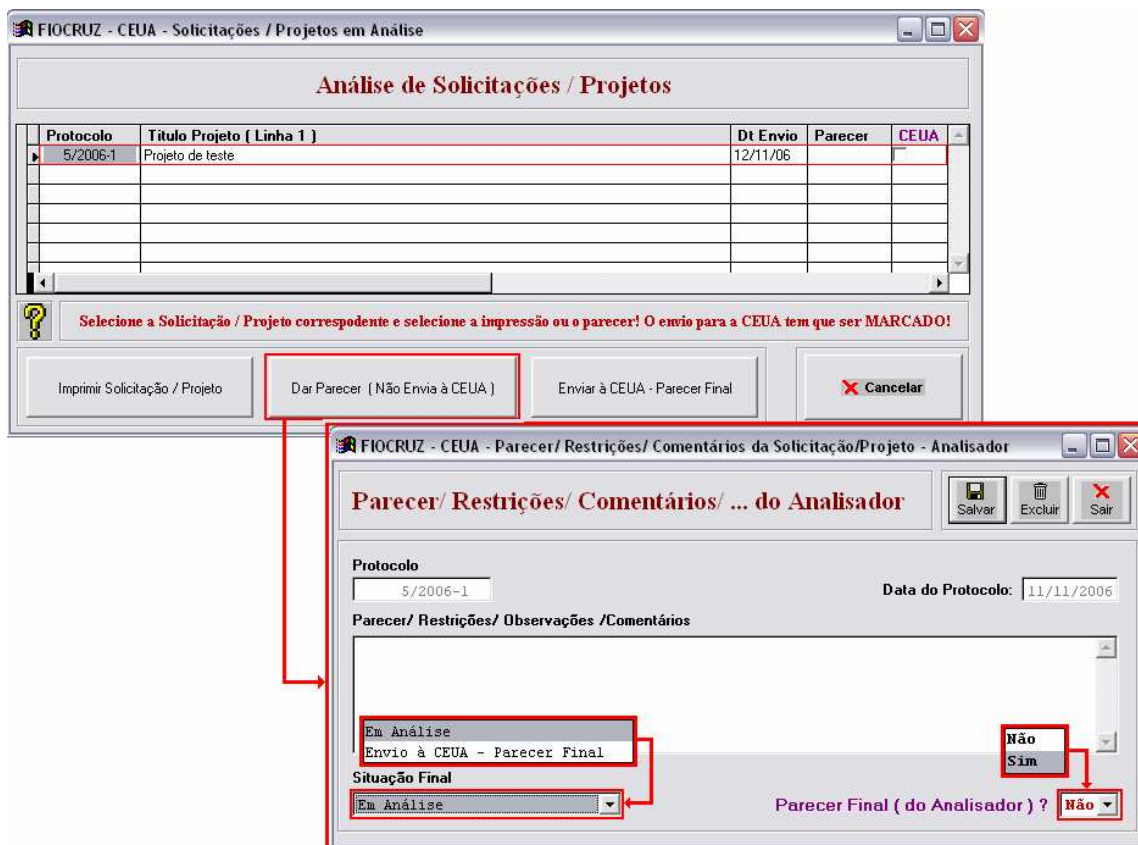 FIOCRUZ - CEUA - Solicitações / Projetos em Análise
Análise de Solicitações / Projetos
Protocolo Titulo Projeto ( Linha 1 ) Dt Envio Parecer CEUA
5/2006-1 Projeto de teste 12/11/06
Selecione a Solicitação / Projeto correspodente e selecione a impressão ou o parecer! O envio para a CEUA tem que ser MARCADO!
Imprimir Solicitação / Projeto Dar Parecer ( Não Envia à CEUA ) Enviar à CEUA - Parecer Final Cancelar
FIOCRUZ - CEUA - Parecer/ Restrições/ Comentários da Solicitação/Projeto - Analisador
Parecer/ Restrições/ Comentários/ ... do Analisador
Salvar Excluir Sair
Protocolo
5/2006-1 Data do Protocolo: 11/11/2006
Parecer/ Restrições/ Observações /Comentários
Em Análise
Envio à CEUA - Parecer Final
Não
Sim
Situação Final
Em Análise Parecer Final ( do Analisador ) ? Não